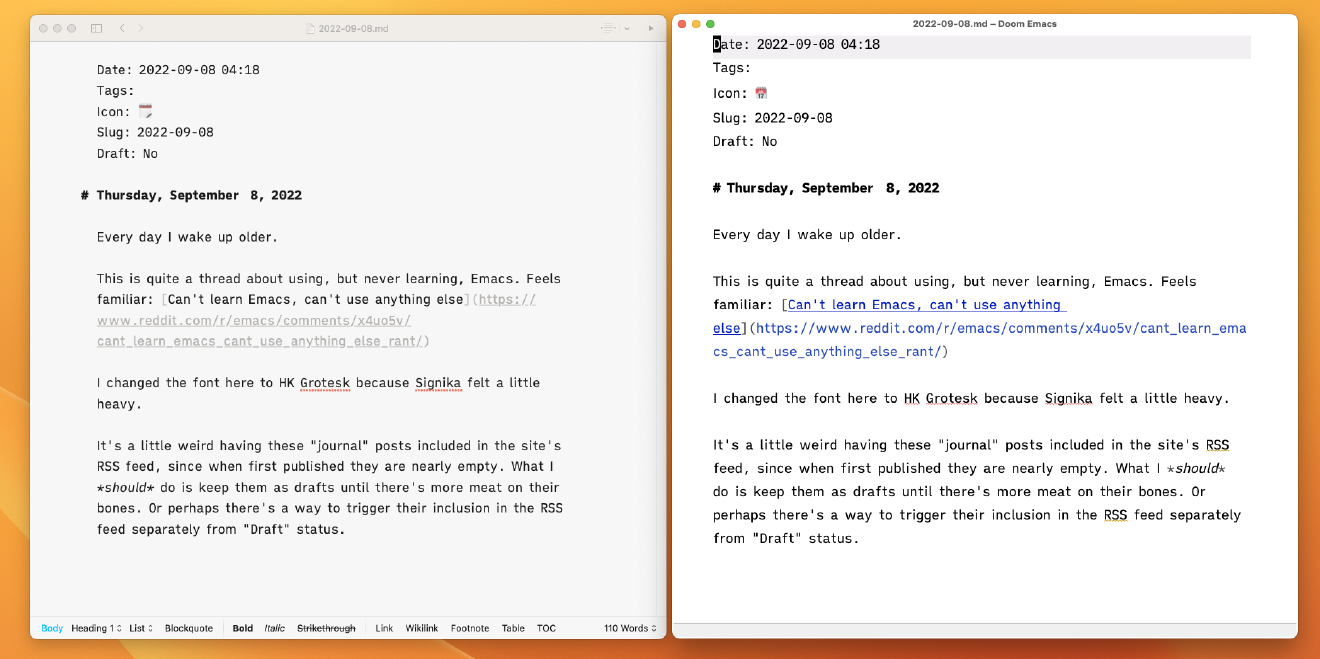 2022-09-08.md
Date: 2022-09-08 04:18
Tags:
Icon: 🗓
Slug: 2022-09-08
Draft: No
# Thursday, September 8, 2022
Every day I wake up older.
This is quite a thread about using, but never learning, Emacs. Feels
familiar: [Can't learn Emacs, can't use anything else](https://
www.reddit.com/r/emacs/comments/x4uo5v/
cant_learn_emacs_cant_use_anything_else_rant/)
I changed the font here to HK Grotesk because Signika felt a little
heavy.
It's a little weird having these "journal" posts included in the site's
RSS feed, since when first published they are nearly empty. What I
*should* do is keep them as drafts until there's more meat on their
bones. Or perhaps there's a way to trigger their inclusion in the RSS
feed separately from "Draft" status.
Body Heading 1 List Blockquote Bold Italic Strikethrough Link Wikilink Footnote Table TOC 110 Words
2022-09-08.md – Doom Emacs
Date: 2022-09-08 04:18
Tags:
Icon: 📅
Slug: 2022-09-08
Draft: No
# Thursday, September 8, 2022
Every day I wake up older.
This is quite a thread about using, but never learning, Emacs. Feels
familiar: [Can't learn Emacs, can't use anything
else](https://www.reddit.com/r/emacs/comments/x4uo5v/cant_learn_ema
cs_cant_use_anything_else_rant/)
I changed the font here to HK Grotesk because Signika felt a little heavy.
It's a little weird having these "journal" posts included in the site's RSS
feed, since when first published they are nearly empty. What I *should*
do is keep them as drafts until there's more meat on their bones. Or
perhaps there's a way to trigger their inclusion in the RSS feed separately
from "Draft" status.